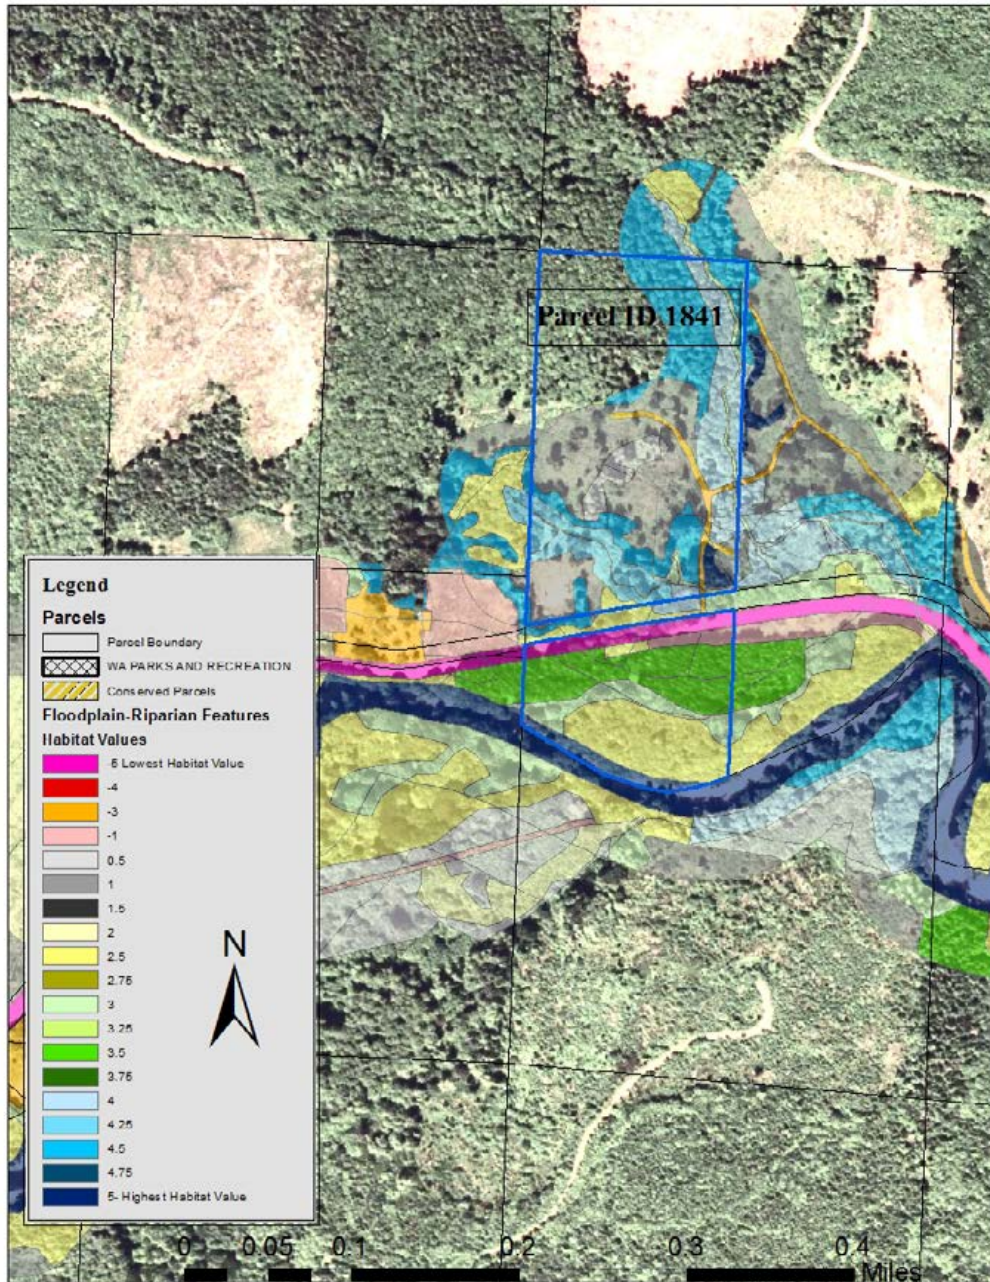 Parcel ID 1841
Legend
Parcels
Parcel Boundary
WA PARKS AND RECREATION
Conserved Parcels
Floodplain-Riparian Features
Habitat Values
-5 Lowest Habitat Value
-4
-3
-1
0.5
1
1.5
2
2.5
2.75
3
3.25
3.5
3.75
4
4.25
4.5
4.75
5- Highest Habitat Value
N
0 0.05 0.1 0.2 0.3 0.4
Miles